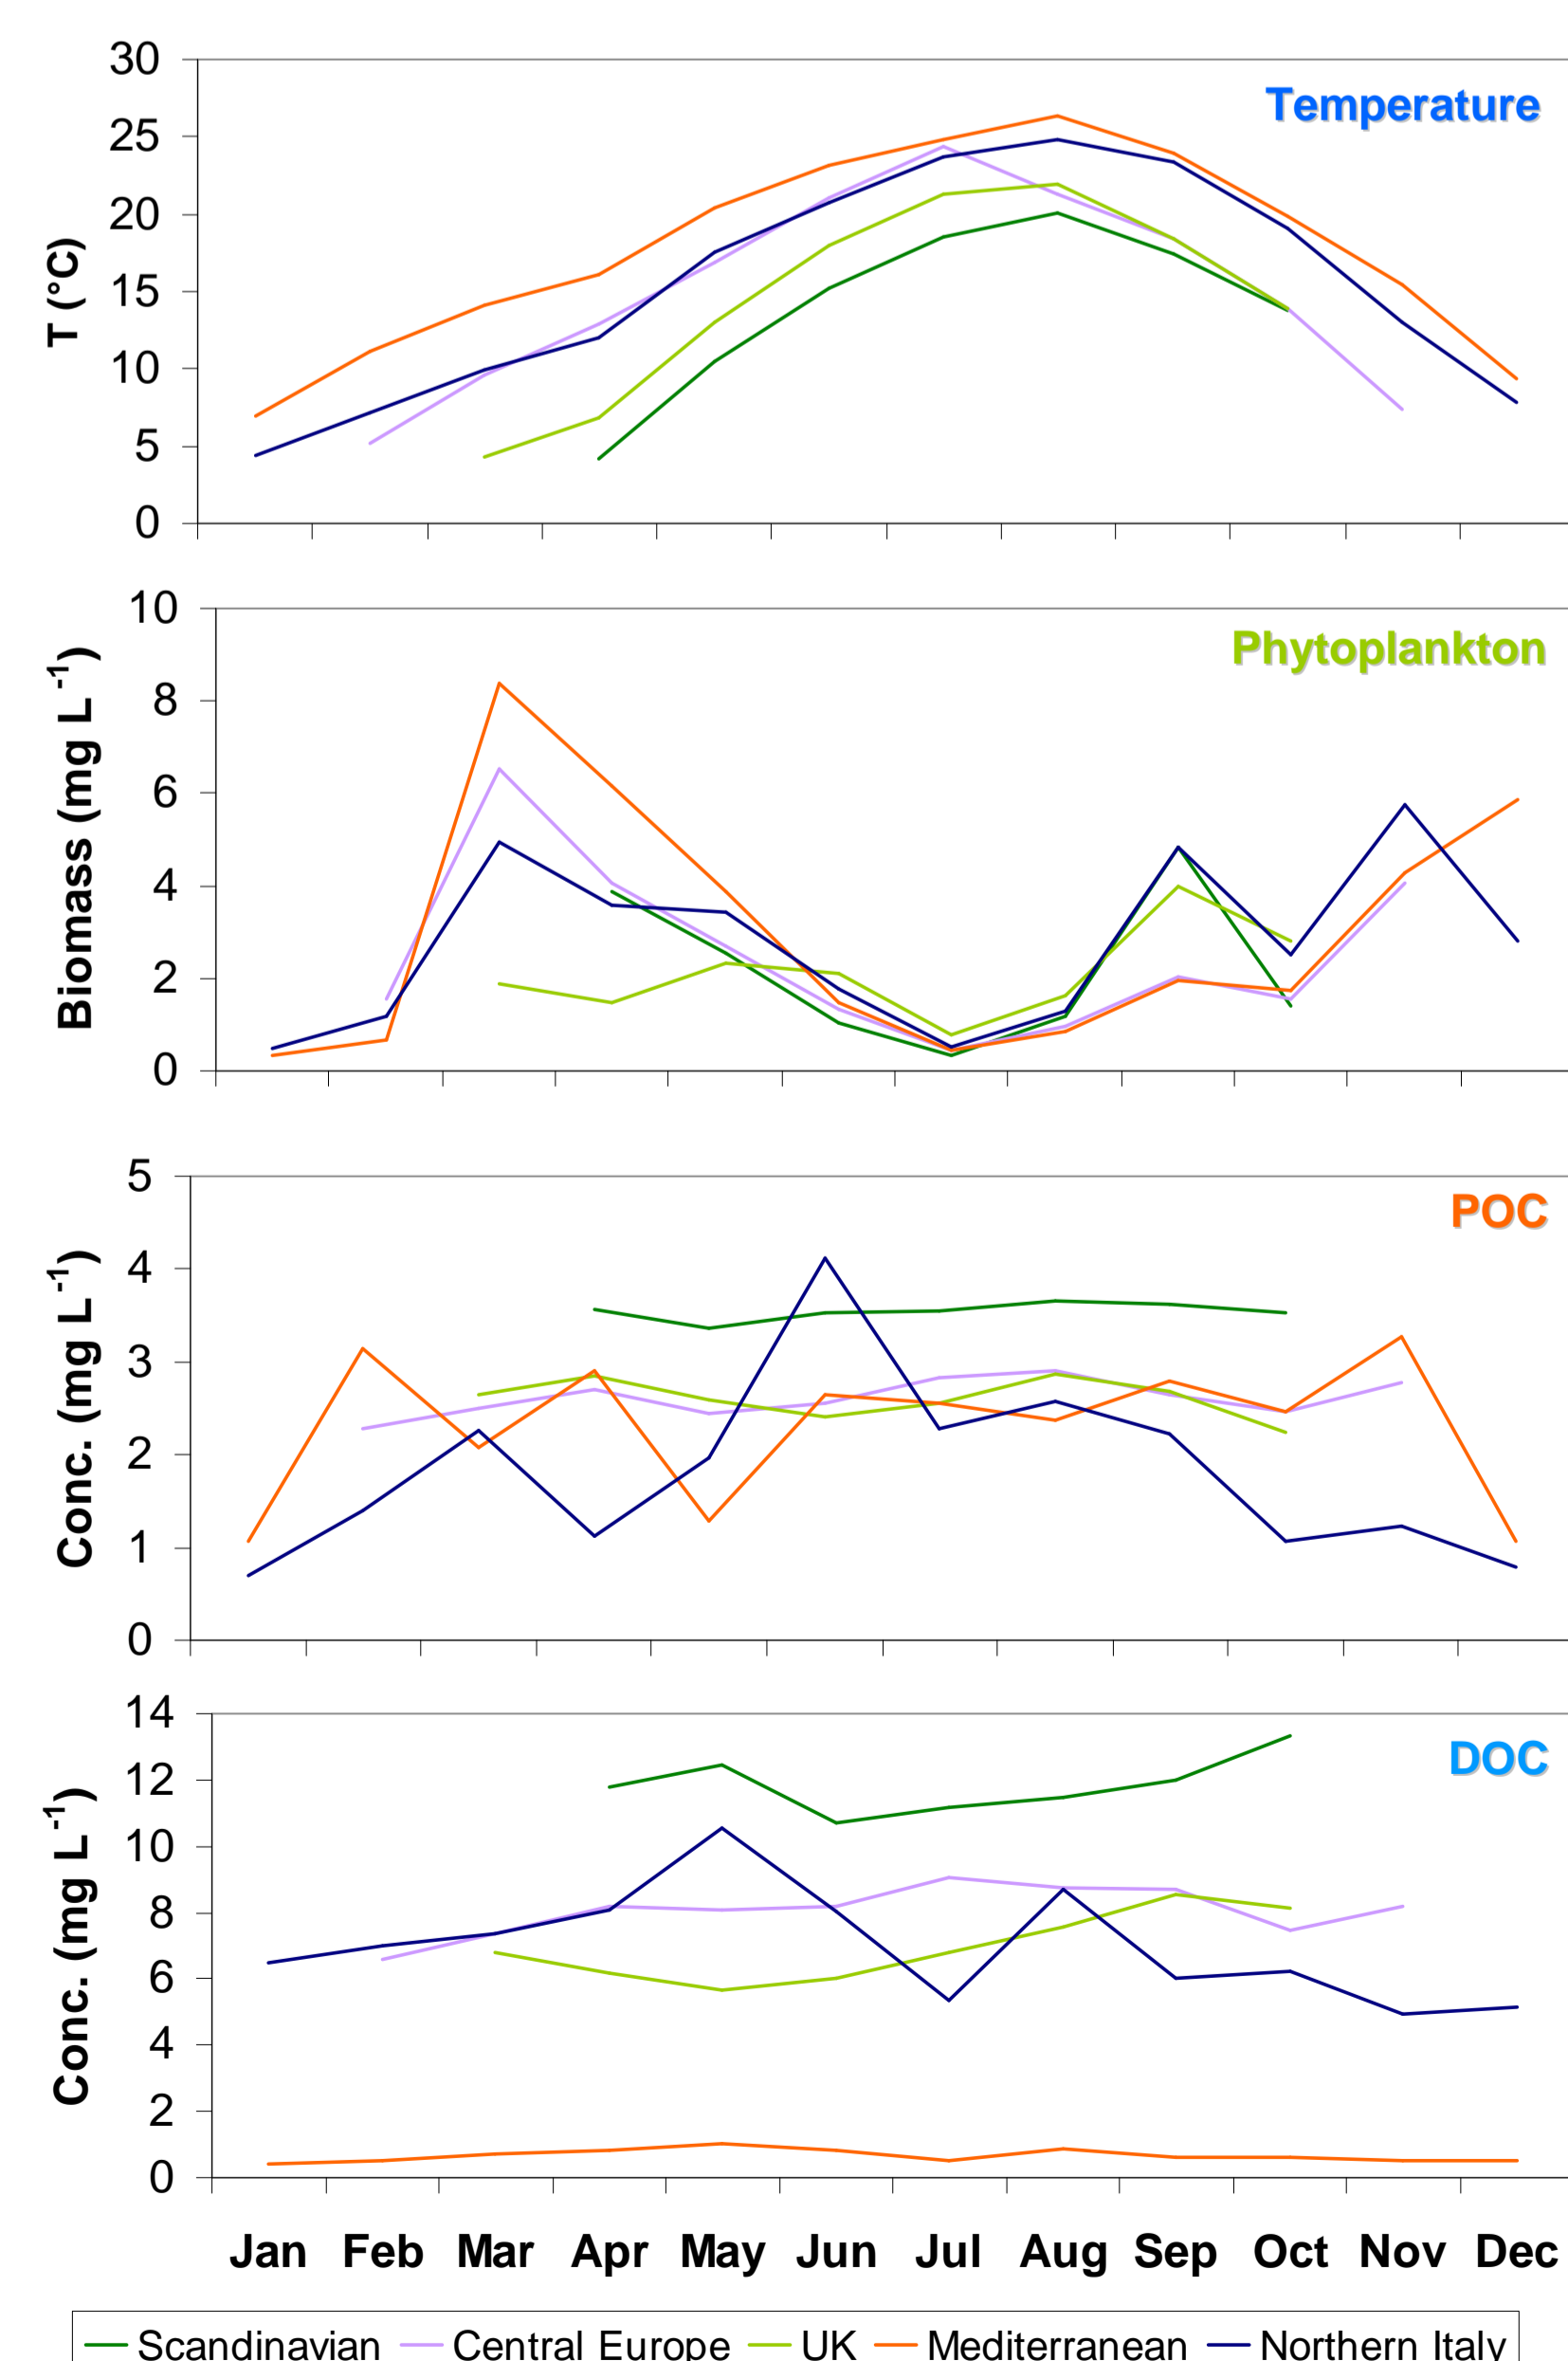 Temperature
T (°C)
30
25
20
15
10
5
0
Phytoplankton
Biomass (mg L-1)
10
8
6
4
2
0
POC
Conc. (mg L-1)
5
4
3
2
1
0
DOC
Conc. (mg L-1)
14
12
10
8
6
4
2
0
Jan Feb Mar Apr May Jun Jul Aug Sep Oct Nov Dec
Scandinavian Central Europe UK Mediterranean Northern Italy